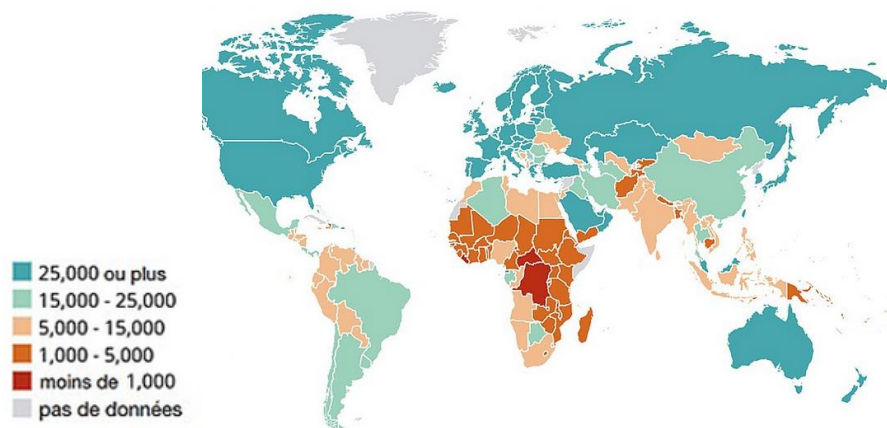 25,000 ou plus
15,000 - 25,000
5,000 - 15,000
1,000 - 5,000
moins de 1,000
pas de données